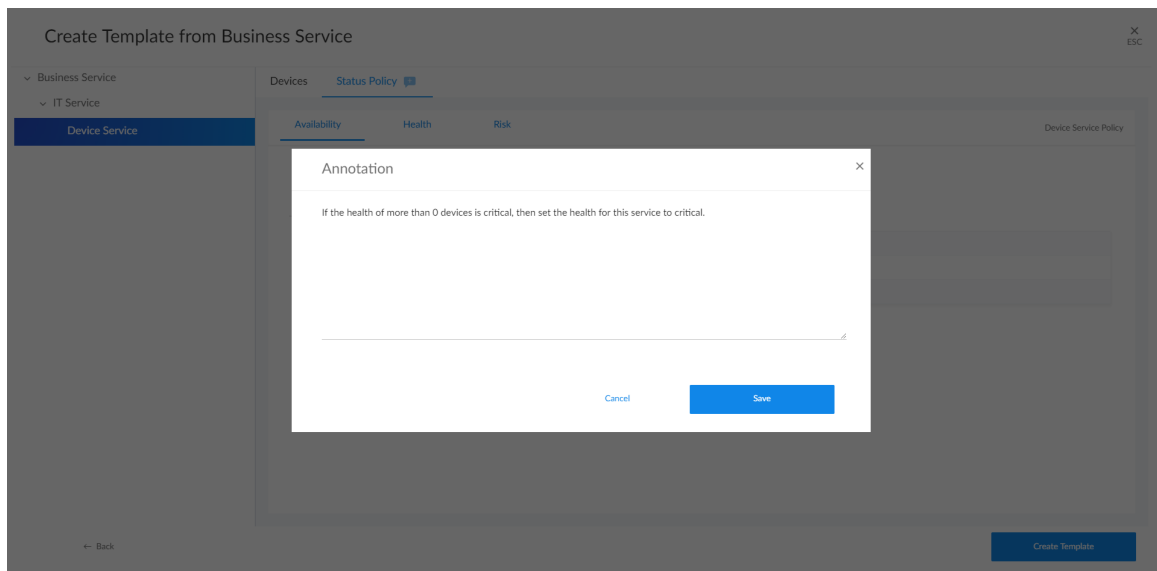 Create Template from Business Service
×
ESC
Business Service
IT Service
Device Service
Devices Status Policy
Availability Health Risk Device Service Policy
Annotation ×
If the health of more than 0 devices is critical, then set the health for this service to critical.
Cancel Save
← Back Create Template